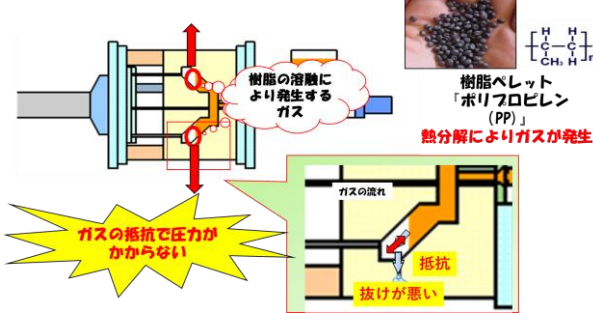 樹脂の溶融に
より発生する
ガス
H
H
C
C
CH₃
H
n
樹脂ペレット
「ポリプロピレン
(PP)」
熱分解によりガスが発生
ガスの抵抗で圧力が
かからない
ガスの流れ
抵抗
抜けが悪い